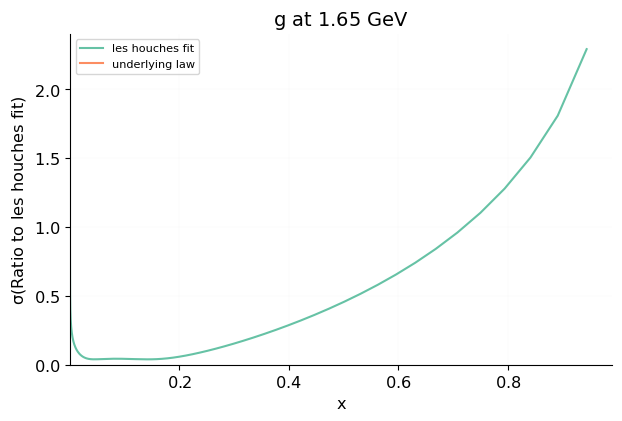 g at 1.65 GeV
les houches fit
underlying law
σ(Ratio to les houches fit)
2.0
1.5
1.0
0.5
0.0
0.2 0.4 0.6 0.8
x